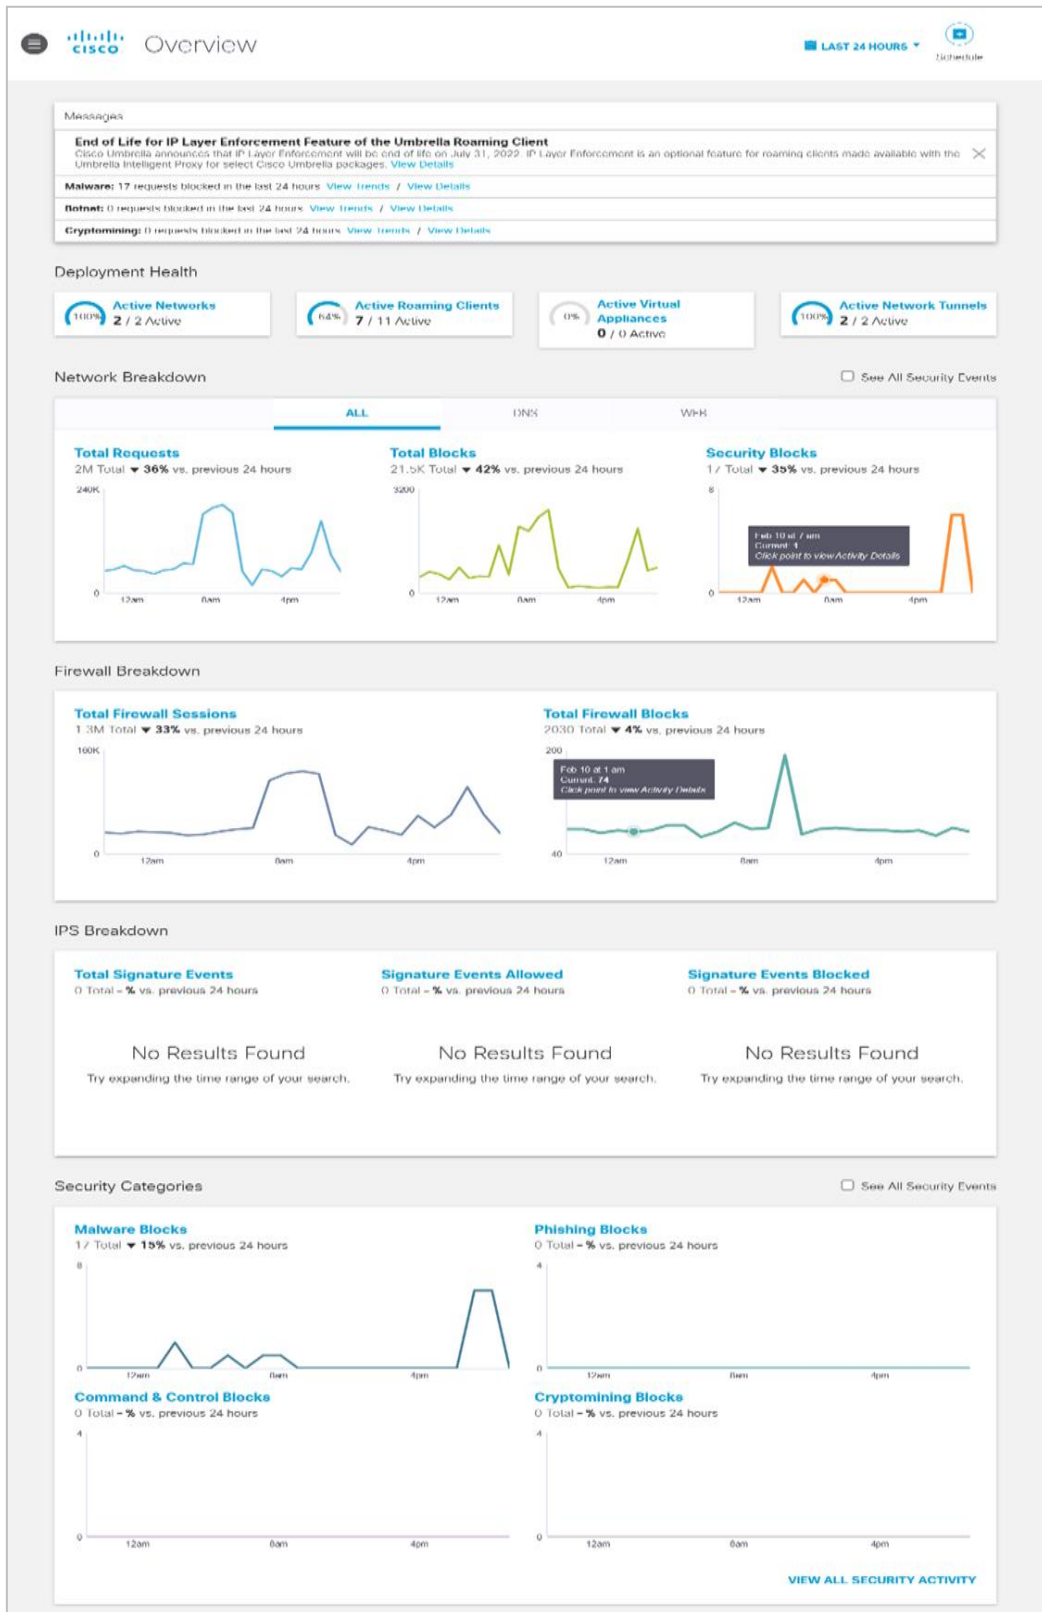 cisco Overview
LAST 24 HOURS
Schedule
Messages
End of Life for IP Layer Enforcement Feature of the Umbrella Roaming Client
Cisco Umbrella announces that IP Layer Enforcement will be end of life on July 31, 2022. IP Layer Enforcement is an optional feature for roaming clients made available with the
Umbrella Intelligent Proxy for select Cisco Umbrella packages. View Details
Malware: 17 requests blocked in the last 24 hours View Trends / View Details
Botnet: 0 requests blocked in the last 24 hours View Trends / View Details
Cryptomining: 0 requests blocked in the last 24 hours View Trends / View Details
Deployment Health
100% Active Networks
2 / 2 Active
64% Active Roaming Clients
7 / 11 Active
0% Active Virtual
Appliances
0 / 0 Active
100% Active Network Tunnels
2 / 2 Active
Network Breakdown
See All Security Events
ALL DNS WEB
Total Requests
2M Total ▼ 36% vs. previous 24 hours
240K
0
12am 8am 4pm
Total Blocks
21.5K Total ▼ 42% vs. previous 24 hours
3200
0
12am 8am 4pm
Security Blocks
17 Total ▼ 35% vs. previous 24 hours
8
Feb 10 at 7 am
Current: 1
Click point to view Activity Details
0
12am 8am 4pm
Firewall Breakdown
Total Firewall Sessions
1.3M Total ▼ 33% vs. previous 24 hours
160K
0
12am 8am 4pm
Total Firewall Blocks
2030 Total ▼ 4% vs. previous 24 hours
200
Feb 10 at 1 am
Current: 74
Click point to view Activity Details
40
12am 8am 4pm
IPS Breakdown
Total Signature Events
0 Total – % vs. previous 24 hours
No Results Found
Try expanding the time range of your search.
Signature Events Allowed
0 Total – % vs. previous 24 hours
No Results Found
Try expanding the time range of your search.
Signature Events Blocked
0 Total – % vs. previous 24 hours
No Results Found
Try expanding the time range of your search.
Security Categories
See All Security Events
Malware Blocks
17 Total ▼ 15% vs. previous 24 hours
8
0
12am 8am 4pm
Phishing Blocks
0 Total – % vs. previous 24 hours
4
0
12am 8am 4pm
Command & Control Blocks
0 Total – % vs. previous 24 hours
4
0
12am 8am 4pm
Cryptomining Blocks
0 Total – % vs. previous 24 hours
4
0
12am 8am 4pm
VIEW ALL SECURITY ACTIVITY